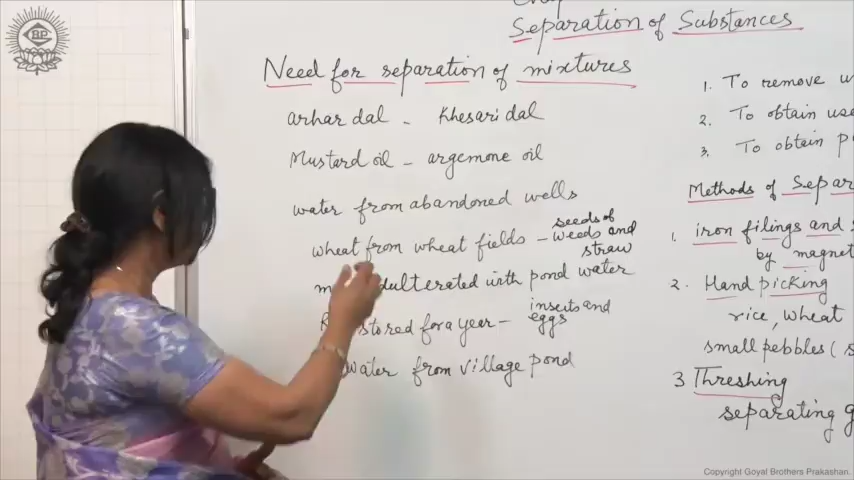 BP
Separation of Substances
Need for separation of mixtures
arhar dal - Khesari dal
Mustard oil - argemone oil
water from abandoned wells
wheat from wheat fields - seeds of weeds and straw
adulterated with pond water
stored for a year - insects and eggs
water from village pond
1. To remove
2. To obtain
3. To obtain
Methods of
1. iron filings and
by
2. Hand picking
rice, wheat
small pebbles (
3 Threshing
separating
Copyright Goyal Brothers Prakashan.